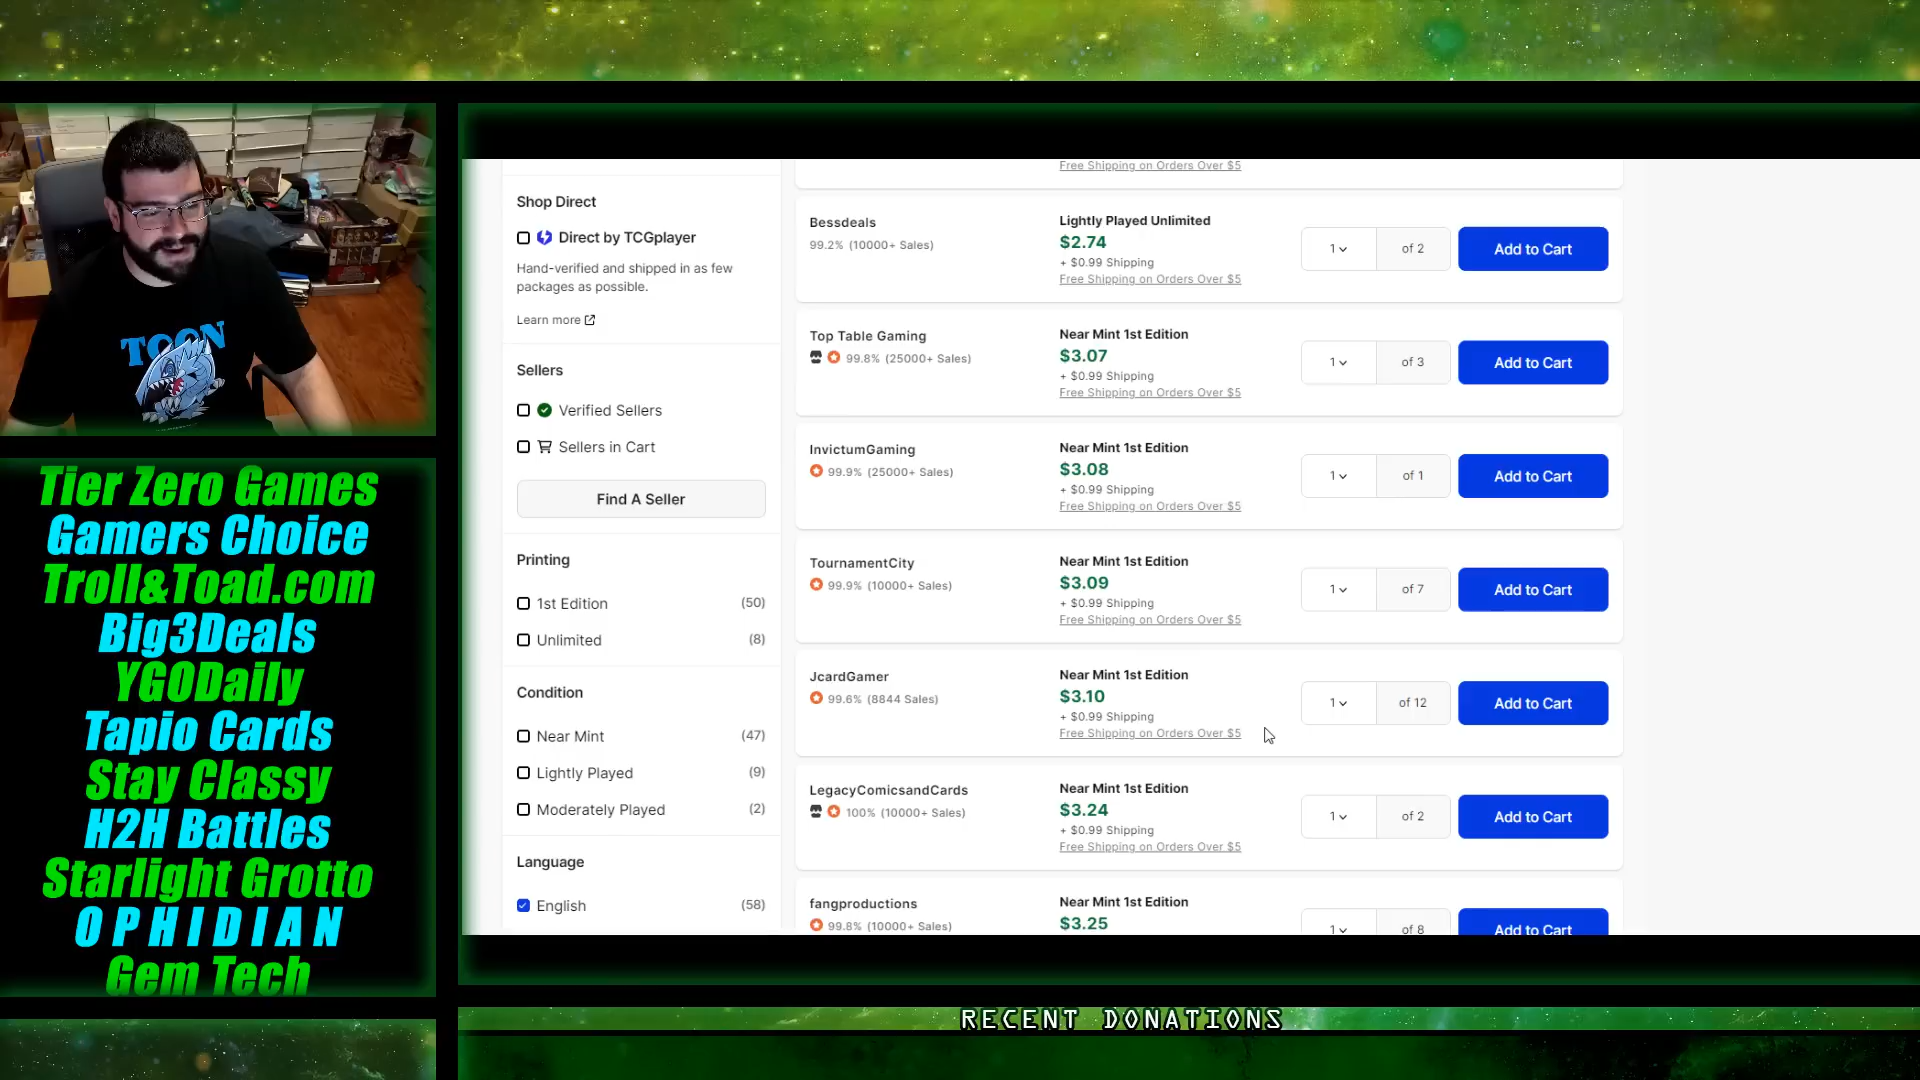 TOON
Tier Zero Games
Gamers Choice
Troll&Toad.com
Big3Deals
YGODaily
Tapio Cards
Stay Classy
H2H Battles
Starlight Grotto
OPHIDIAN
Gem Tech
Shop Direct
Direct by TCGplayer
Hand-verified and shipped in as few
packages as possible.
Learn more
Sellers
Verified Sellers
Sellers in Cart
Find A Seller
Printing
1st Edition (50)
Unlimited (8)
Condition
Near Mint (47)
Lightly Played (9)
Moderately Played (2)
Language
English (58)
Free Shipping on Orders Over $5
Bessdeals
99.2% (10000+ Sales)
Lightly Played Unlimited
$2.74
+ $0.99 Shipping
Free Shipping on Orders Over $5
1 of 2 Add to Cart
Top Table Gaming
99.8% (25000+ Sales)
Near Mint 1st Edition
$3.07
+ $0.99 Shipping
Free Shipping on Orders Over $5
1 of 3 Add to Cart
InvictumGaming
99.9% (25000+ Sales)
Near Mint 1st Edition
$3.08
+ $0.99 Shipping
Free Shipping on Orders Over $5
1 of 1 Add to Cart
TournamentCity
99.9% (10000+ Sales)
Near Mint 1st Edition
$3.09
+ $0.99 Shipping
Free Shipping on Orders Over $5
1 of 7 Add to Cart
JcardGamer
99.6% (8844 Sales)
Near Mint 1st Edition
$3.10
+ $0.99 Shipping
Free Shipping on Orders Over $5
1 of 12 Add to Cart
LegacyComicsandCards
100% (10000+ Sales)
Near Mint 1st Edition
$3.24
+ $0.99 Shipping
Free Shipping on Orders Over $5
1 of 2 Add to Cart
fangproductions
99.8% (10000+ Sales)
Near Mint 1st Edition
$3.25
1 of 8 Add to Cart
RECENT DONATIONS